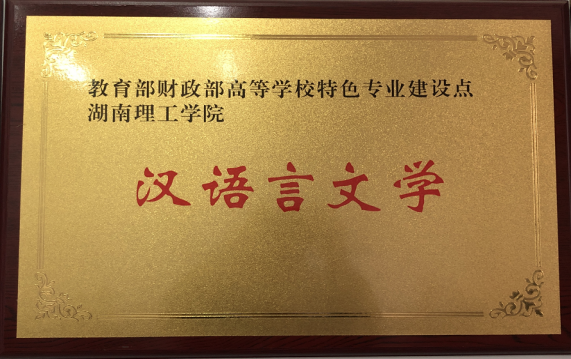 教育部财政部高等学校特色专业建设点
湖南理工学院
汉语言文学